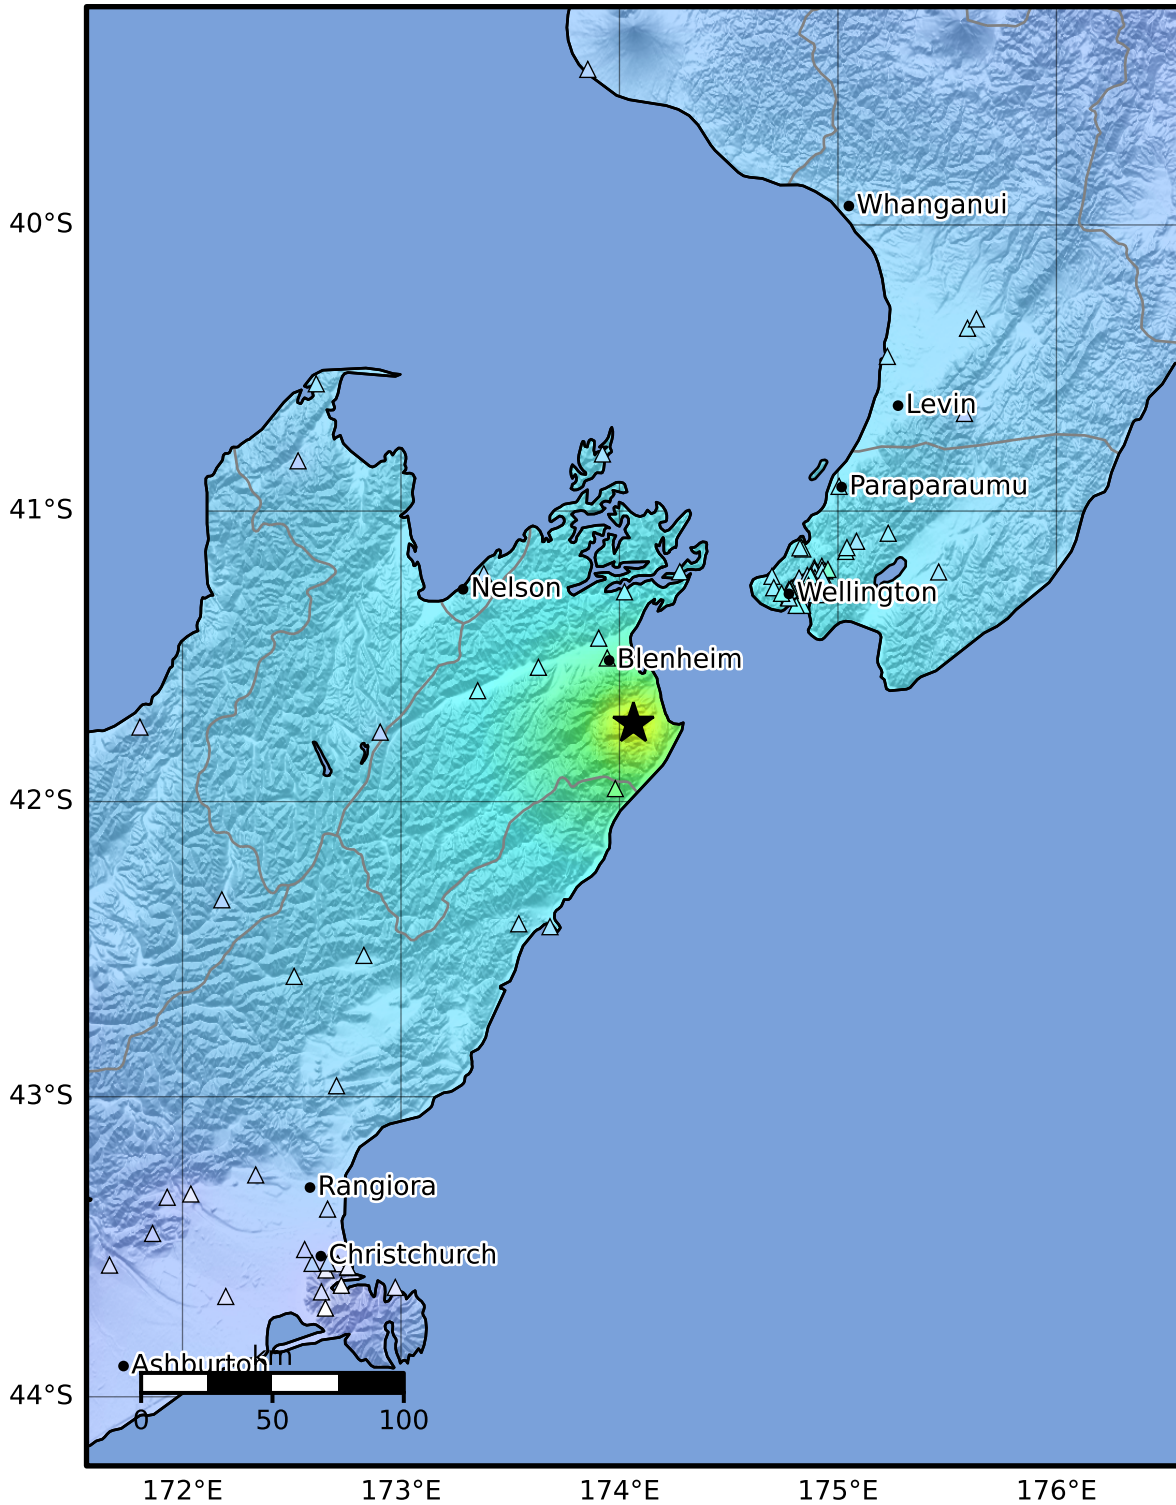 Whanganui
40°S
Levin
Paraparaumu
41°S
Nelson
Wellington
Blenheim
42°S
43°S
Rangiora
Christchurch
Ashburton
km
44°S
0 50 100
172°E 173°E 174°E 175°E 176°E